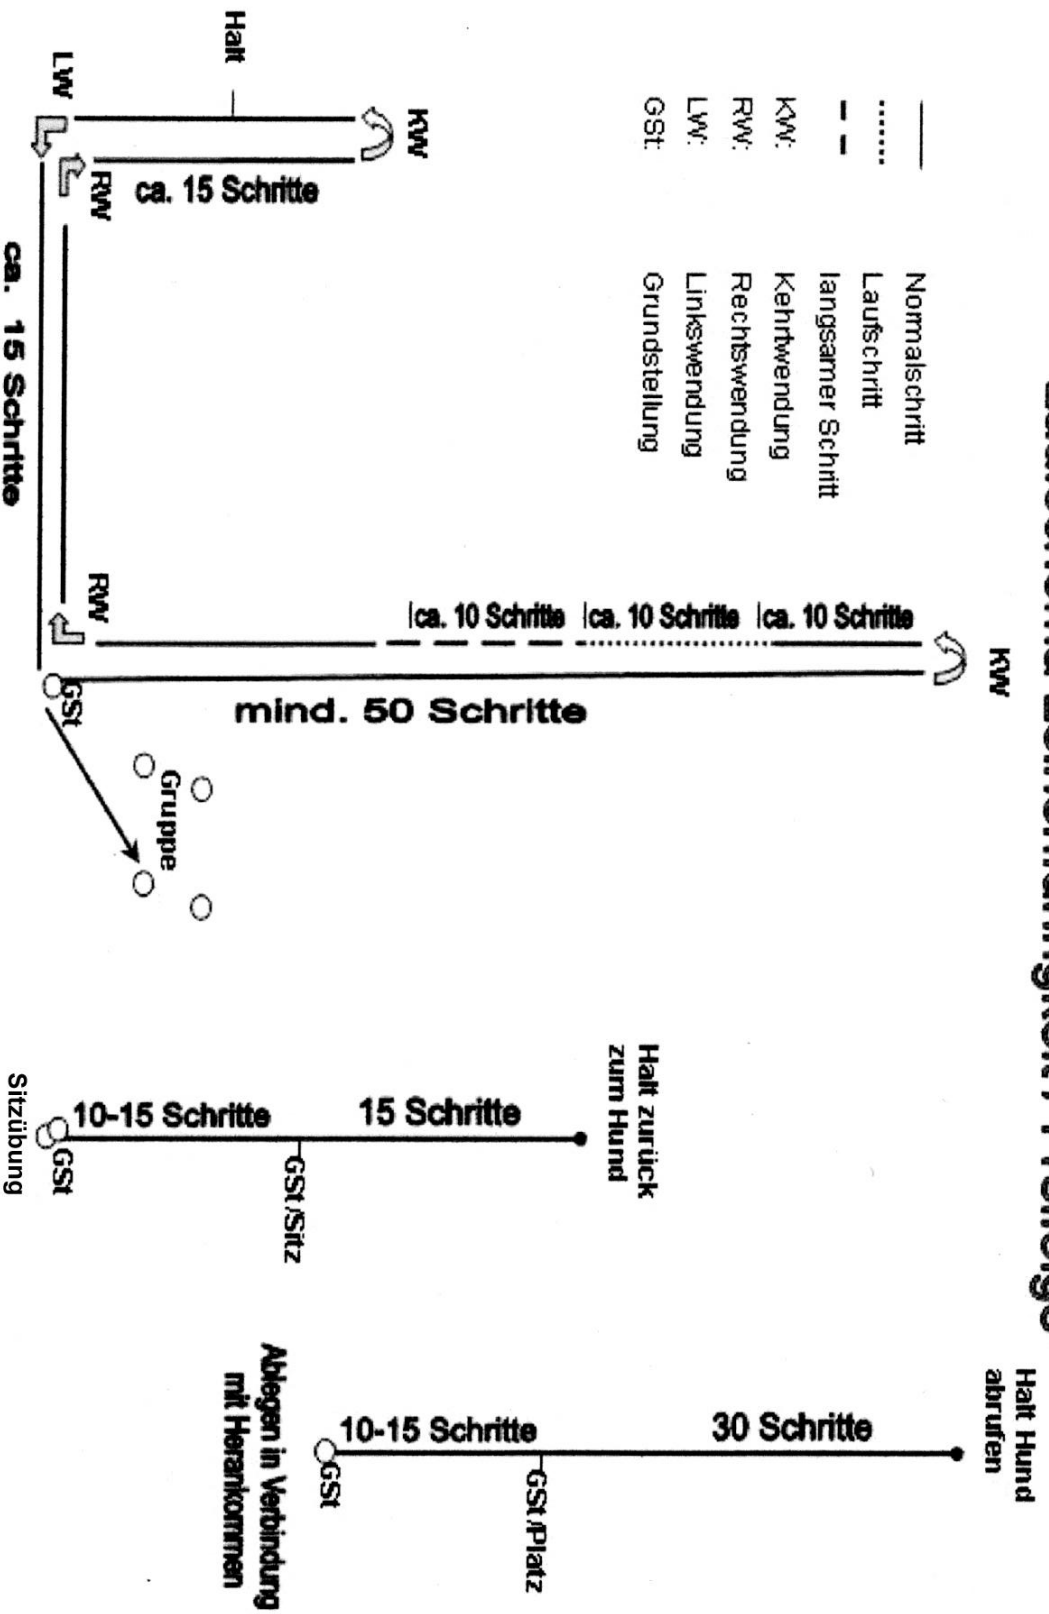 Normalschritt
Laufschritt
langsamer Schritt
KW: Kehrtwendung
RW: Rechtswendung
LW: Linkswendung
GSt: Grundstellung
KW
Halt
LW
RW
ca. 15 Schritte
ca. 15 Schritte
RW
KW
ca. 10 Schritte
ca. 10 Schritte
ca. 10 Schritte
mind. 50 Schritte
GSt
Gruppe
Halt zurück
zum Hund
15 Schritte
GSt/Sitz
10-15 Schritte
GSt
Sitzübung
Halt Hund
abrufen
30 Schritte
GSt/Platz
10-15 Schritte
GSt
Ablegen in Verbindung
mit Herankommen